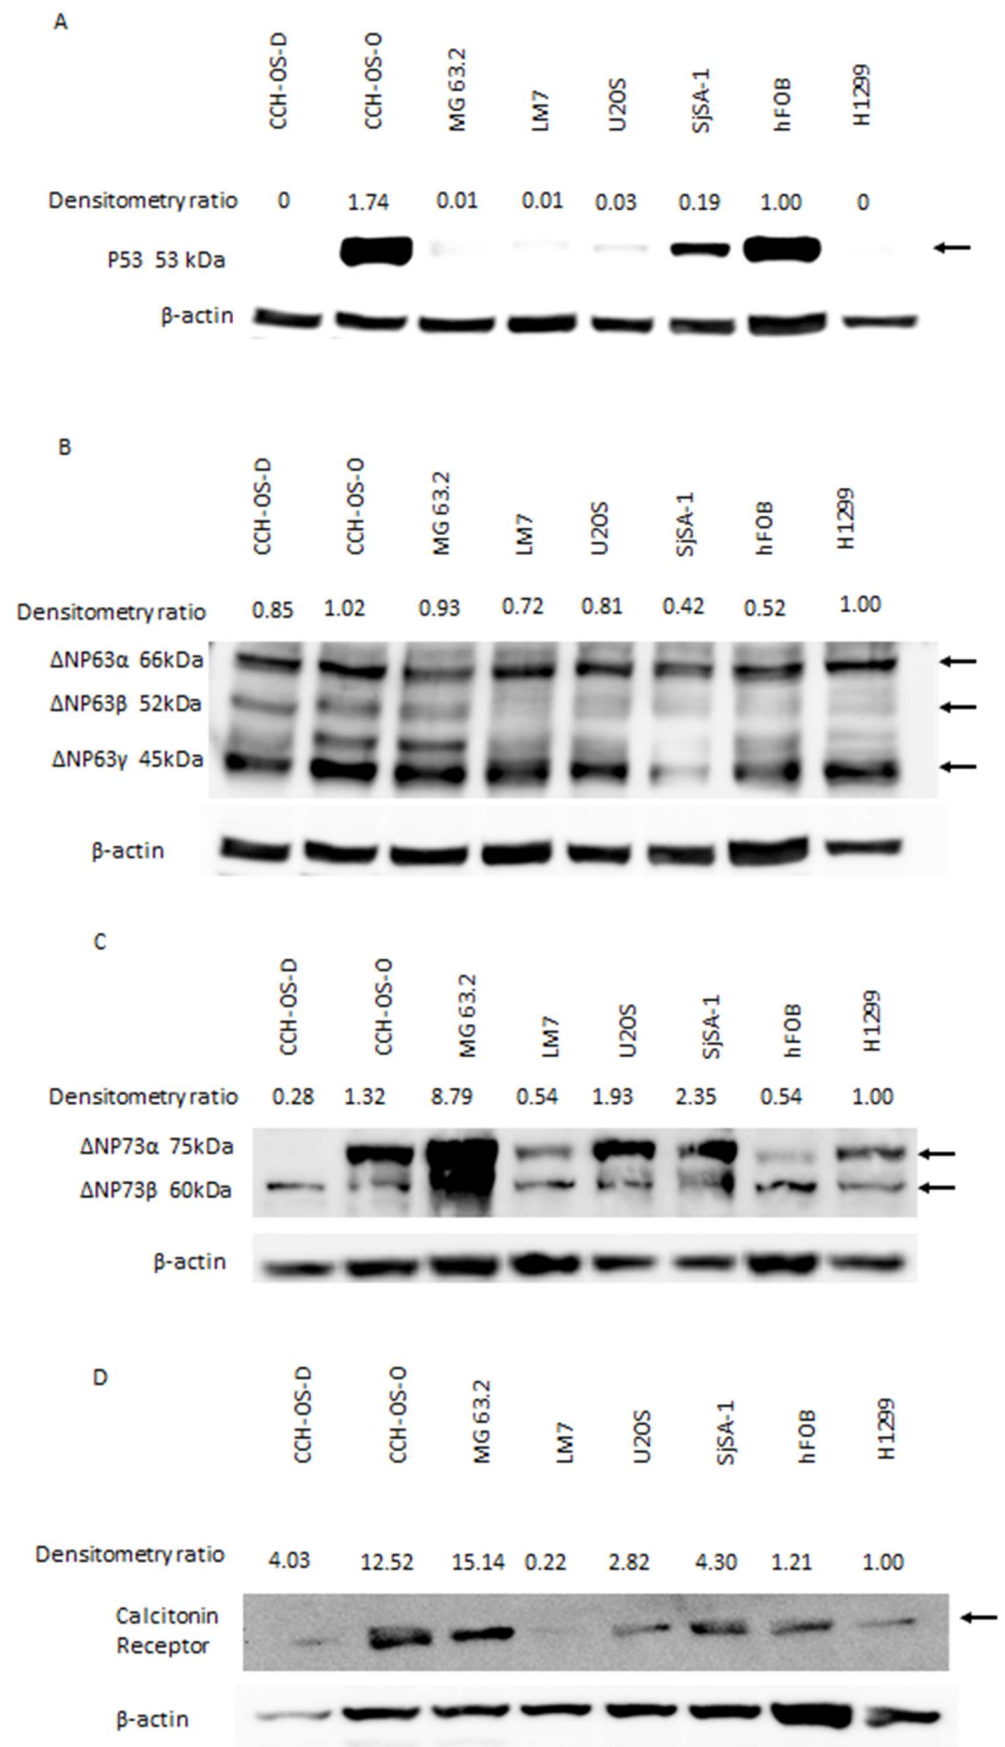 A
CCH-OS-D CCH-OS-O MG 63.2 LM7 U2OS SjSA-1 hFOB H1299
Densitometry ratio 0 1.74 0.01 0.01 0.03 0.19 1.00 0
P53 53 kDa
β-actin
B
CCH-OS-D CCH-OS-O MG 63.2 LM7 U2OS SjSA-1 hFOB H1299
Densitometry ratio 0.85 1.02 0.93 0.72 0.81 0.42 0.52 1.00
ΔNP63α 66kDa
ΔNP63β 52kDa
ΔNP63γ 45kDa
β-actin
C
CCH-OS-D CCH-OS-O MG 63.2 LM7 U2OS SjSA-1 hFOB H1299
Densitometry ratio 0.28 1.32 8.79 0.54 1.93 2.35 0.54 1.00
ΔNP73α 75kDa
ΔNP73β 60kDa
β-actin
D
CCH-OS-D CCH-OS-O MG 63.2 LM7 U2OS SjSA-1 hFOB H1299
Densitometry ratio 4.03 12.52 15.14 0.22 2.82 4.30 1.21 1.00
Calcitonin
Receptor
β-actin